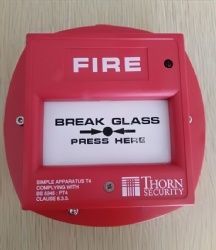 FIRE
BREAK GLASS
PRESS HERE
SIMPLE APPARATUS T4
COMPLYING WITH
BS 5345 : PT4
CLAUSE 6.3.5.
THORN
SECURITY